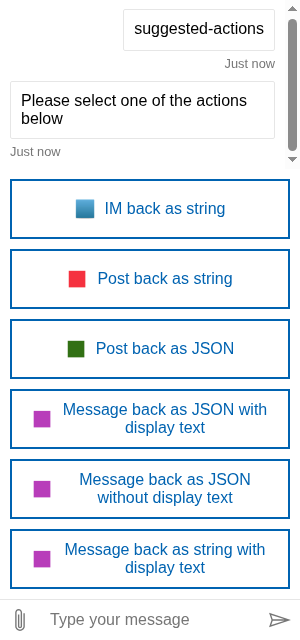 suggested-actions
Just now
Please select one of the actions
below
Just now
IM back as string
Post back as string
Post back as JSON
Message back as JSON with
display text
Message back as JSON
without display text
Message back as string with
display text
Type your message